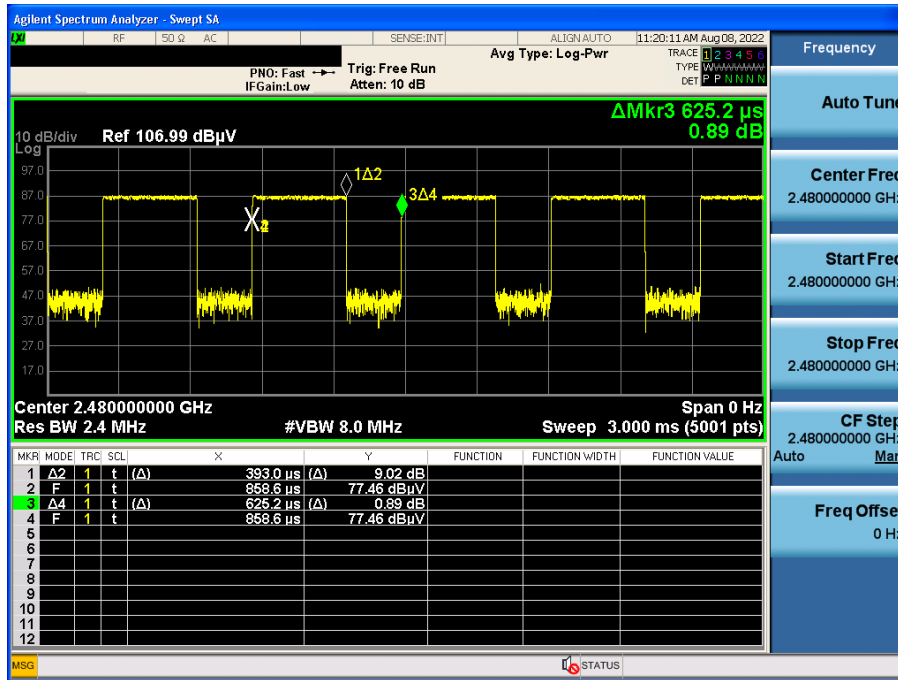 Agilent Spectrum Analyzer - Swept SA
LXI RF 50 Ω AC SENSE:INT ALIGN AUTO 11:20:11 AM Aug 08, 2022
Avg Type: Log-Pwr TRACE 1 2 3 4 5 6
PNO: Fast Trig: Free Run TYPE
IFGain:Low Atten: 10 dB DET P P N N N N
ΔMkr3 625.2 µs
0.89 dB
10 dB/div Ref 106.99 dBµV
Log
97.0
87.0
77.0
67.0
57.0
47.0
37.0
27.0
17.0
1Δ2
3Δ4
Center 2.480000000 GHz Span 0 Hz
Res BW 2.4 MHz #VBW 8.0 MHz Sweep 3.000 ms (5001 pts)
MKR MODE TRC SCL X Y FUNCTION FUNCTION WIDTH FUNCTION VALUE
1 Δ2 1 t (Δ) 393.0 µs (Δ) 9.02 dB
2 F 1 t 858.6 µs 77.46 dBµV
3 Δ4 1 t (Δ) 625.2 µs (Δ) 0.89 dB
4 F 1 t 858.6 µs 77.46 dBµV
5
6
7
8
9
10
11
12
MSG STATUS
Frequency
Auto Tune
Center Freq
2.480000000 GHz
Start Freq
2.480000000 GHz
Stop Freq
2.480000000 GHz
CF Step
2.480000000 GHz
Auto Man
Freq Offset
0 Hz